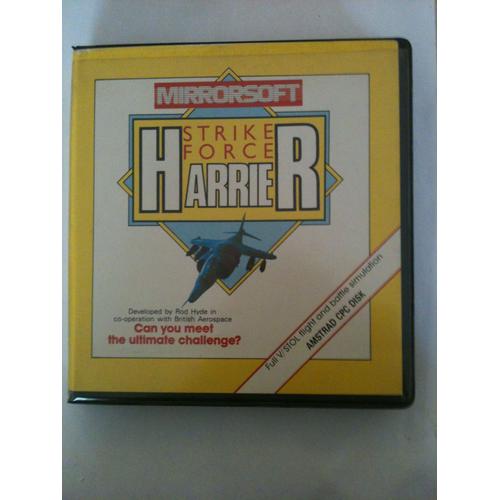 MIRRORSOFT
STRIKE
FORCE
HARRIER
Developed by Rod Hyde in
co-operation with British Aerospace
Can you meet
the ultimate challenge?
Full V/STOL flight and battle simulation
AMSTRAD CPC DISK